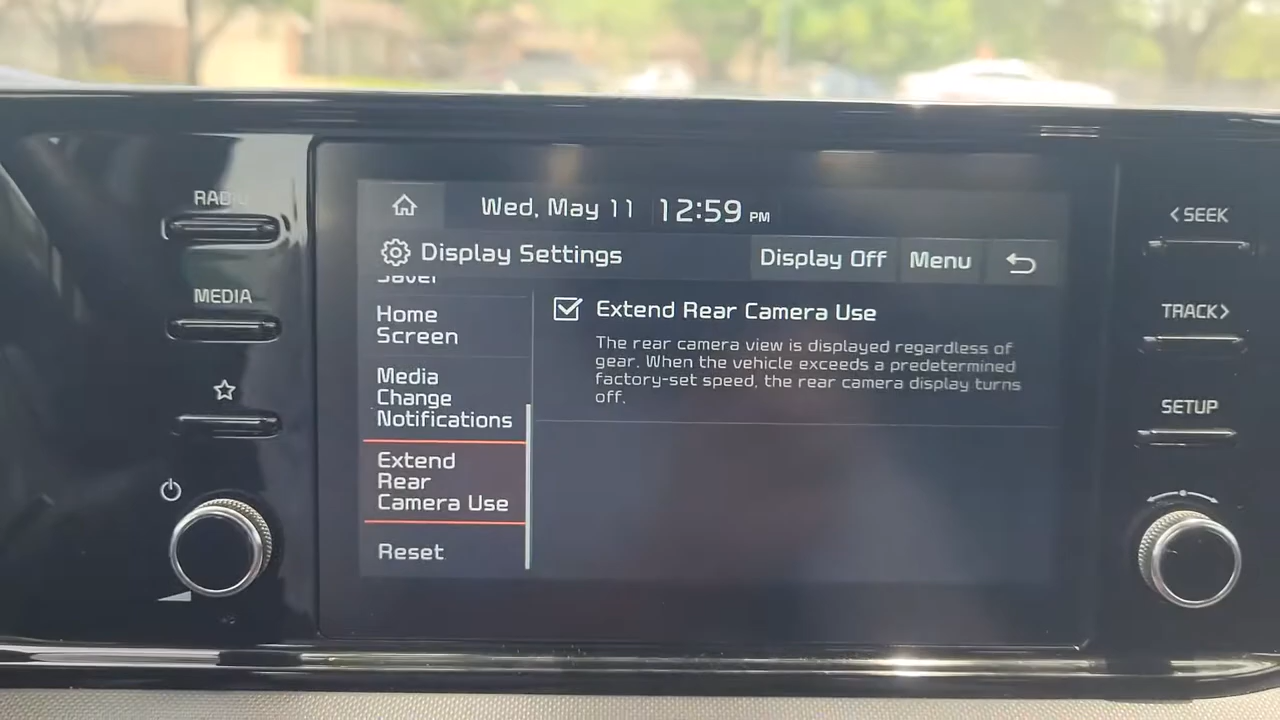 RADIO
MEDIA
Wed, May 11 12:59 PM
Display Settings Display Off Menu
Saver
Home
Screen
Media
Change
Notifications
Extend
Rear
Camera Use
Reset
Extend Rear Camera Use
The rear camera view is displayed regardless of
gear. When the vehicle exceeds a predetermined
factory-set speed, the rear camera display turns
off.
< SEEK
TRACK >
SETUP